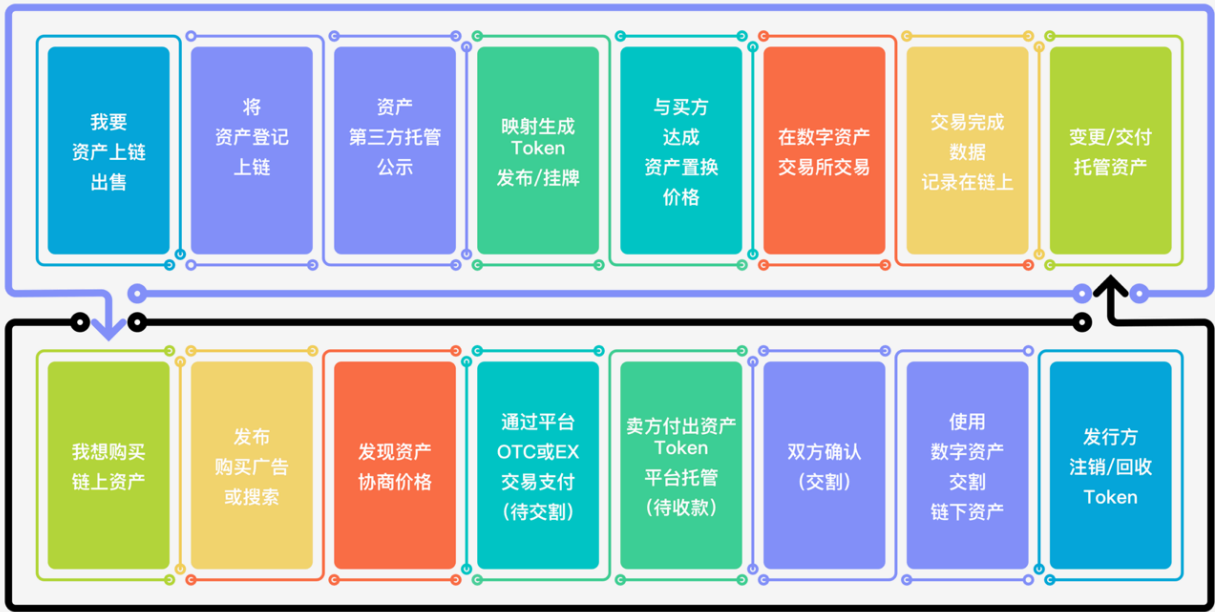 我要
资产上链
出售
将
资产登记
上链
资产
第三方托管
公示
映射生成
Token
发布/挂牌
与买方
达成
资产置换
价格
在数字资产
交易所交易
交易完成
数据
记录在链上
变更/交付
托管资产
我想购买
链上资产
发布
购买广告
或搜索
发现资产
协商价格
通过平台
OTC或EX
交易支付
（待交割）
卖方付出资产
Token
平台托管
（待收款）
双方确认
（交割）
使用
数字资产
交割
链下资产
发行方
注销/回收
Token